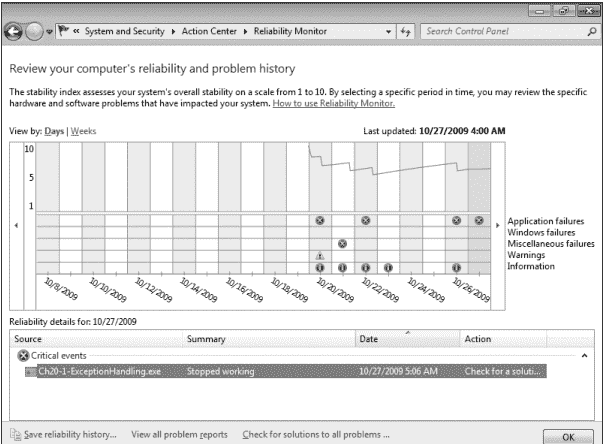 « System and Security ▸ Action Center ▸ Reliability Monitor
Search Control Panel
Review your computer's reliability and problem history
The stability index assesses your system's overall stability on a scale from 1 to 10. By selecting a specific period in time, you may review the specific
hardware and software problems that have impacted your system. How to use Reliability Monitor.
View by: Days | Weeks
Last updated: 10/27/2009 4:00 AM
10
5
1
Application failures
Windows failures
Miscellaneous failures
Warnings
Information
10/8/2009 10/10/2009 10/12/2009 10/14/2009 10/16/2009 10/18/2009 10/20/2009 10/22/2009 10/24/2009 10/26/2009
Reliability details for: 10/27/2009
Source Summary Date Action
Critical events
Ch20-1-ExceptionHandling.exe Stopped working 10/27/2009 5:06 AM Check for a soluti...
Save reliability history... View all problem reports Check for solutions to all problems ...
OK